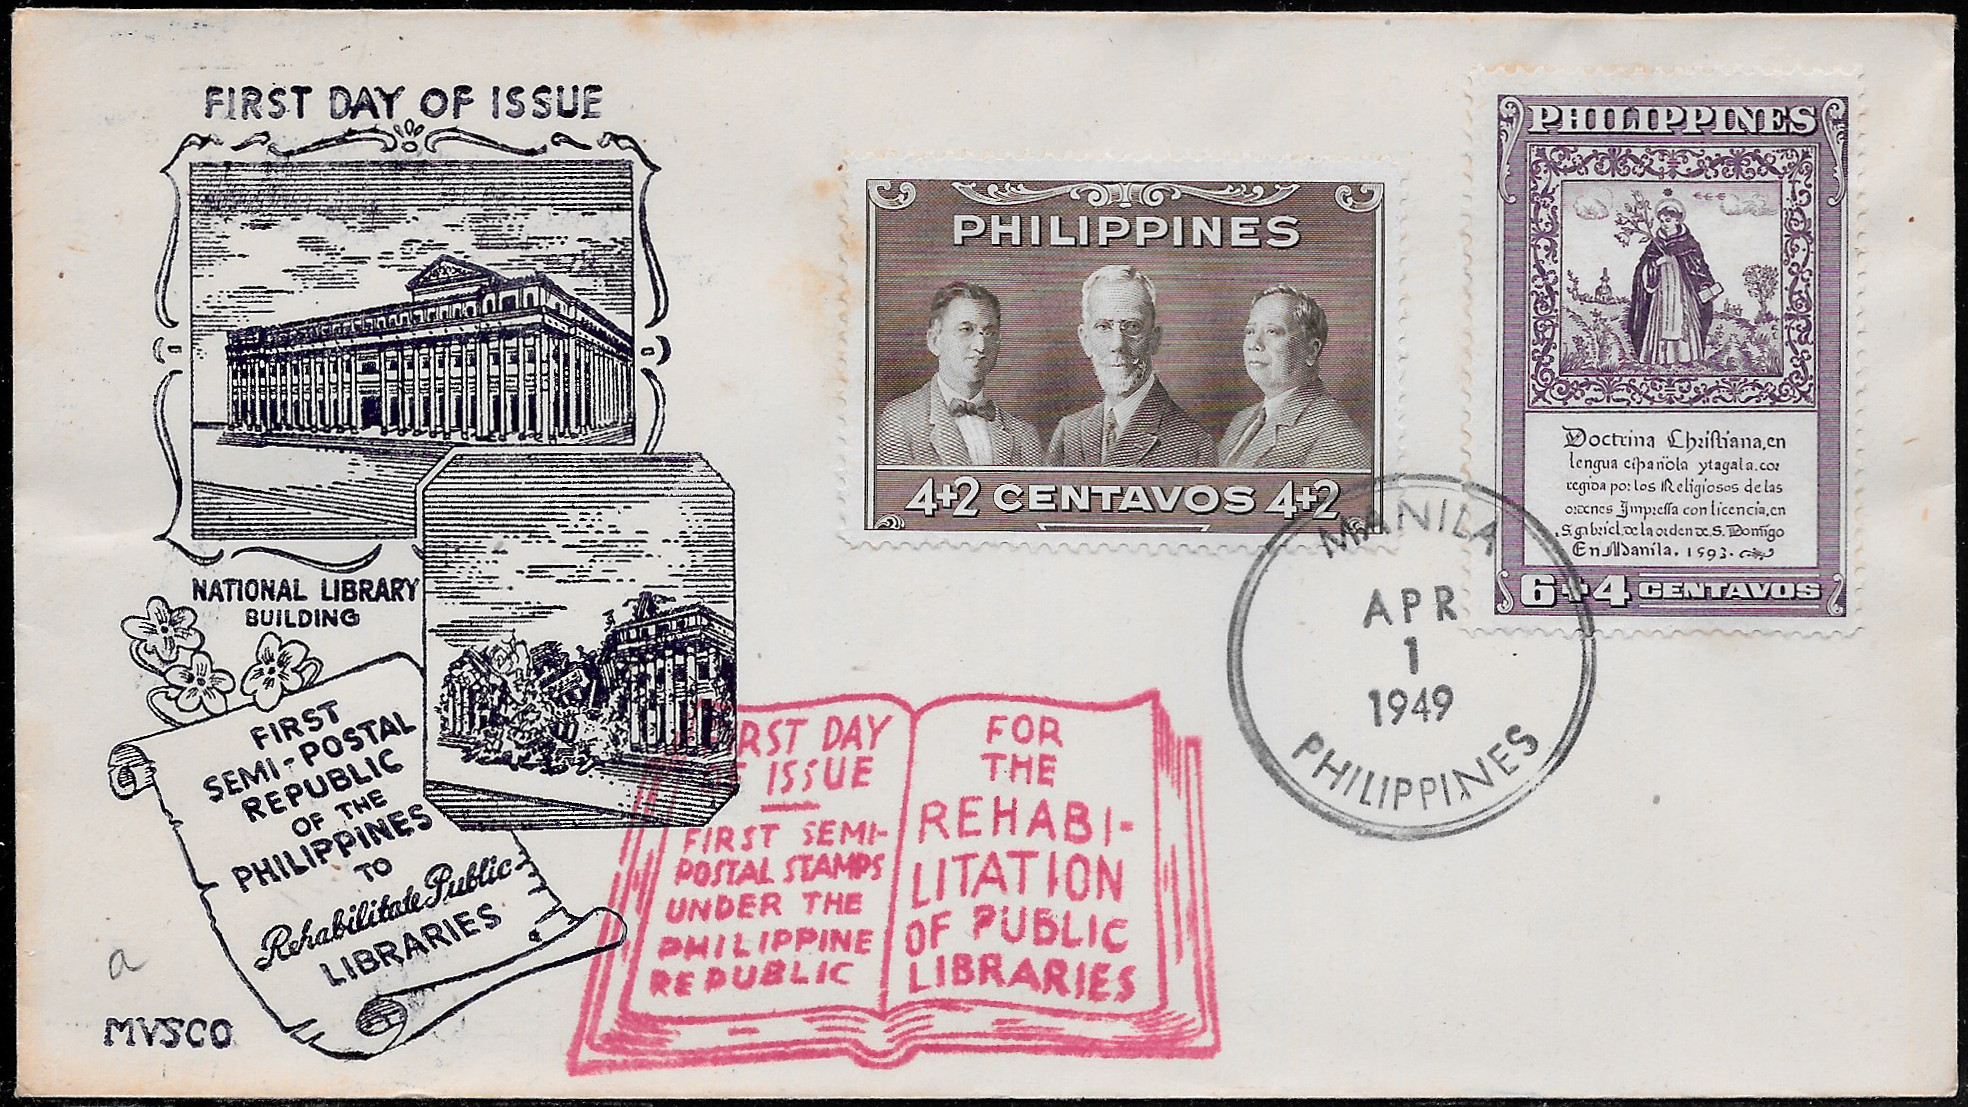 FIRST DAY OF ISSUE
NATIONAL LIBRARY
BUILDING
FIRST
SEMI-POSTAL
REPUBLIC
OF THE
PHILIPPINES
TO
Rehabilitate Public
LIBRARIES
MVSCO
a
RST DAY
ISSUE
FIRST SEMI-
POSTAL STAMPS
UNDER THE
PHILIPPINE
REPUBLIC
FOR
THE
REHABI-
LITATION
OF PUBLIC
LIBRARIES
PHILIPPINES
4+2 CENTAVOS 4+2
PHILIPPINES
Doctrina Christiana, en
lengua española ytagala. cor
regida por los Religiosos de las
ordenes Impressa con licencia, en
S. gabriel. de la orden de S. Domĩgo
En Manila. 1593.
6+4 CENTAVOS
MANILA
APR
1
1949
PHILIPPINES